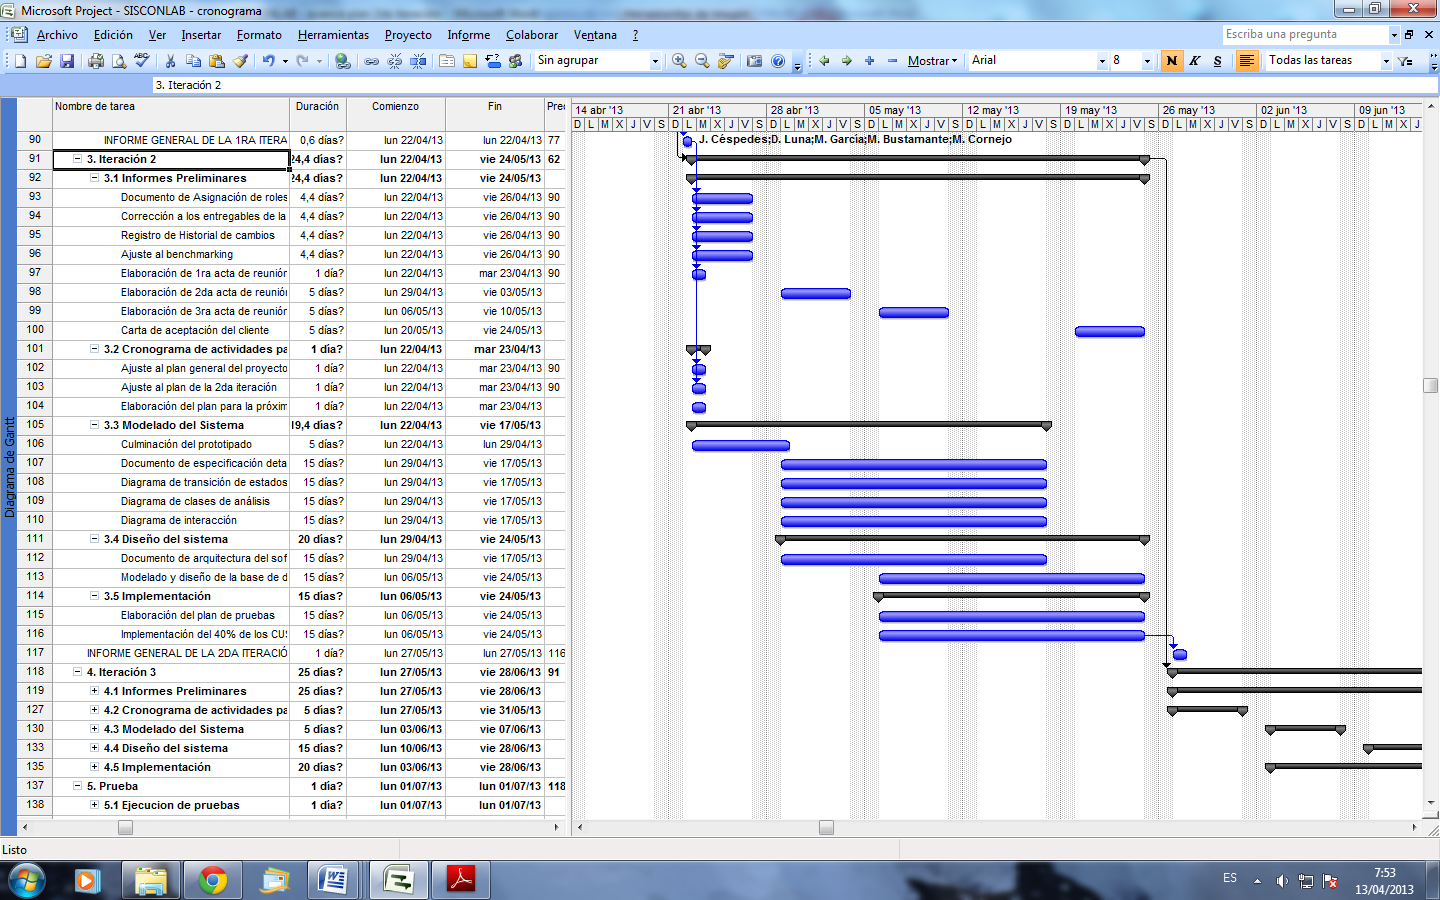 Microsoft Project - SISCONLAB - cronograma
Archivo Edición Ver Insertar Formato Herramientas Proyecto Informe Colaborar Ventana ?
Escriba una pregunta
Sin agrupar Mostrar Arial 8 N K S Todas las tareas
3. Iteración 2
Nombre de tarea Duración Comienzo Fin Pre
14 abr '13 21 abr '13 28 abr '13 05 may '13 12 may '13 19 may '13 26 may '13 02 jun '13 09 jun '13
D L M X J V S D L M X J V S D L M X J V S D L M X J V S D L M X J V S D L M X J V S D L M X J V S D L M X J V S D L M X J V
90 INFORME GENERAL DE LA 1RA ITERA 0,6 días? lun 22/04/13 lun 22/04/13 77 J. Céspedes;D. Luna;M. García;M. Bustamante;M. Cornejo
91 3. Iteración 2 24,4 días? lun 22/04/13 vie 24/05/13 62
92 3.1 Informes Preliminares 24,4 días? lun 22/04/13 vie 24/05/13
93 Documento de Asignación de roles 4,4 días? lun 22/04/13 vie 26/04/13 90
94 Corrección a los entregables de la 4,4 días? lun 22/04/13 vie 26/04/13 90
95 Registro de Historial de cambios 4,4 días? lun 22/04/13 vie 26/04/13 90
96 Ajuste al benchmarking 4,4 días? lun 22/04/13 vie 26/04/13 90
97 Elaboración de 1ra acta de reunión 1 día? lun 22/04/13 mar 23/04/13 90
98 Elaboración de 2da acta de reunió 5 días? lun 29/04/13 vie 03/05/13
99 Elaboración de 3ra acta de reunión 5 días? lun 06/05/13 vie 10/05/13
100 Carta de aceptación del cliente 5 días? lun 20/05/13 vie 24/05/13
101 3.2 Cronograma de actividades pa 1 día? lun 22/04/13 mar 23/04/13
102 Ajuste al plan general del proyecto 1 día? lun 22/04/13 mar 23/04/13 90
103 Ajuste al plan de la 2da iteración 1 día? lun 22/04/13 mar 23/04/13 90
104 Elaboración del plan para la próxim 1 día? lun 22/04/13 mar 23/04/13
105 3.3 Modelado del Sistema 19,4 días? lun 22/04/13 vie 17/05/13
106 Culminación del prototipado 5 días? lun 22/04/13 lun 29/04/13
107 Documento de especificación deta 15 días? lun 29/04/13 vie 17/05/13
108 Diagrama de transición de estados 15 días? lun 29/04/13 vie 17/05/13
109 Diagrama de clases de análisis 15 días? lun 29/04/13 vie 17/05/13
110 Diagrama de interacción 15 días? lun 29/04/13 vie 17/05/13
111 3.4 Diseño del sistema 20 días? lun 29/04/13 vie 24/05/13
112 Documento de arquitectura del sof 15 días? lun 29/04/13 vie 17/05/13
113 Modelado y diseño de la base de d 15 días? lun 06/05/13 vie 24/05/13
114 3.5 Implementación 15 días? lun 06/05/13 vie 24/05/13
115 Elaboración del plan de pruebas 15 días? lun 06/05/13 vie 24/05/13
116 Implementación del 40% de los CUS 15 días? lun 06/05/13 vie 24/05/13
117 INFORME GENERAL DE LA 2DA ITERACIÓ 1 día? lun 27/05/13 lun 27/05/13 116
118 4. Iteración 3 25 días? lun 27/05/13 vie 28/06/13 91
119 4.1 Informes Preliminares 25 días? lun 27/05/13 vie 28/06/13
127 4.2 Cronograma de actividades pa 5 días? lun 27/05/13 vie 31/05/13
130 4.3 Modelado del Sistema 5 días? lun 03/06/13 vie 07/06/13
133 4.4 Diseño del sistema 15 días? lun 10/06/13 vie 28/06/13
135 4.5 Implementación 20 días? lun 03/06/13 vie 28/06/13
137 5. Prueba 1 día? lun 01/07/13 lun 01/07/13 118
138 5.1 Ejecucion de pruebas 1 día? lun 01/07/13 lun 01/07/13
Diagrama de Gantt
Listo
ES 7:53
13/04/2013